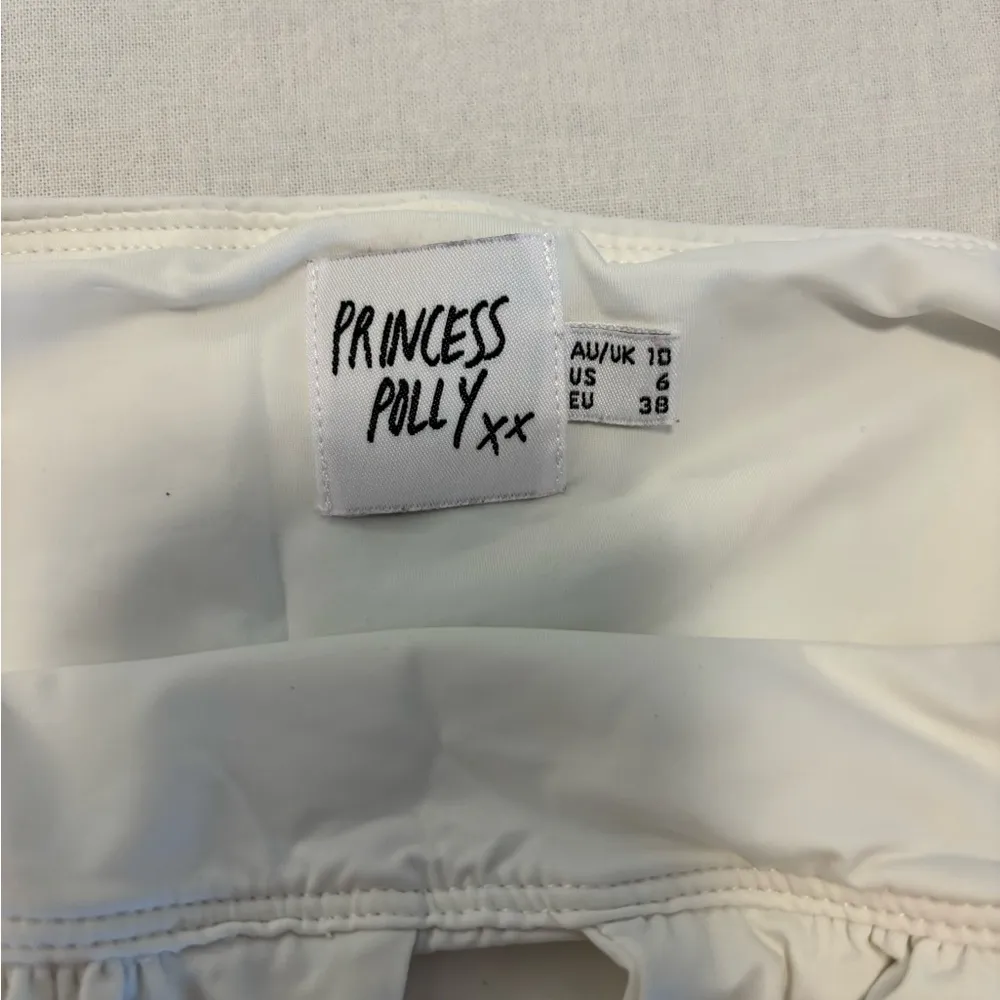 PRINCESS
POLLY xx
AU/UK 10
US 6
EU 38